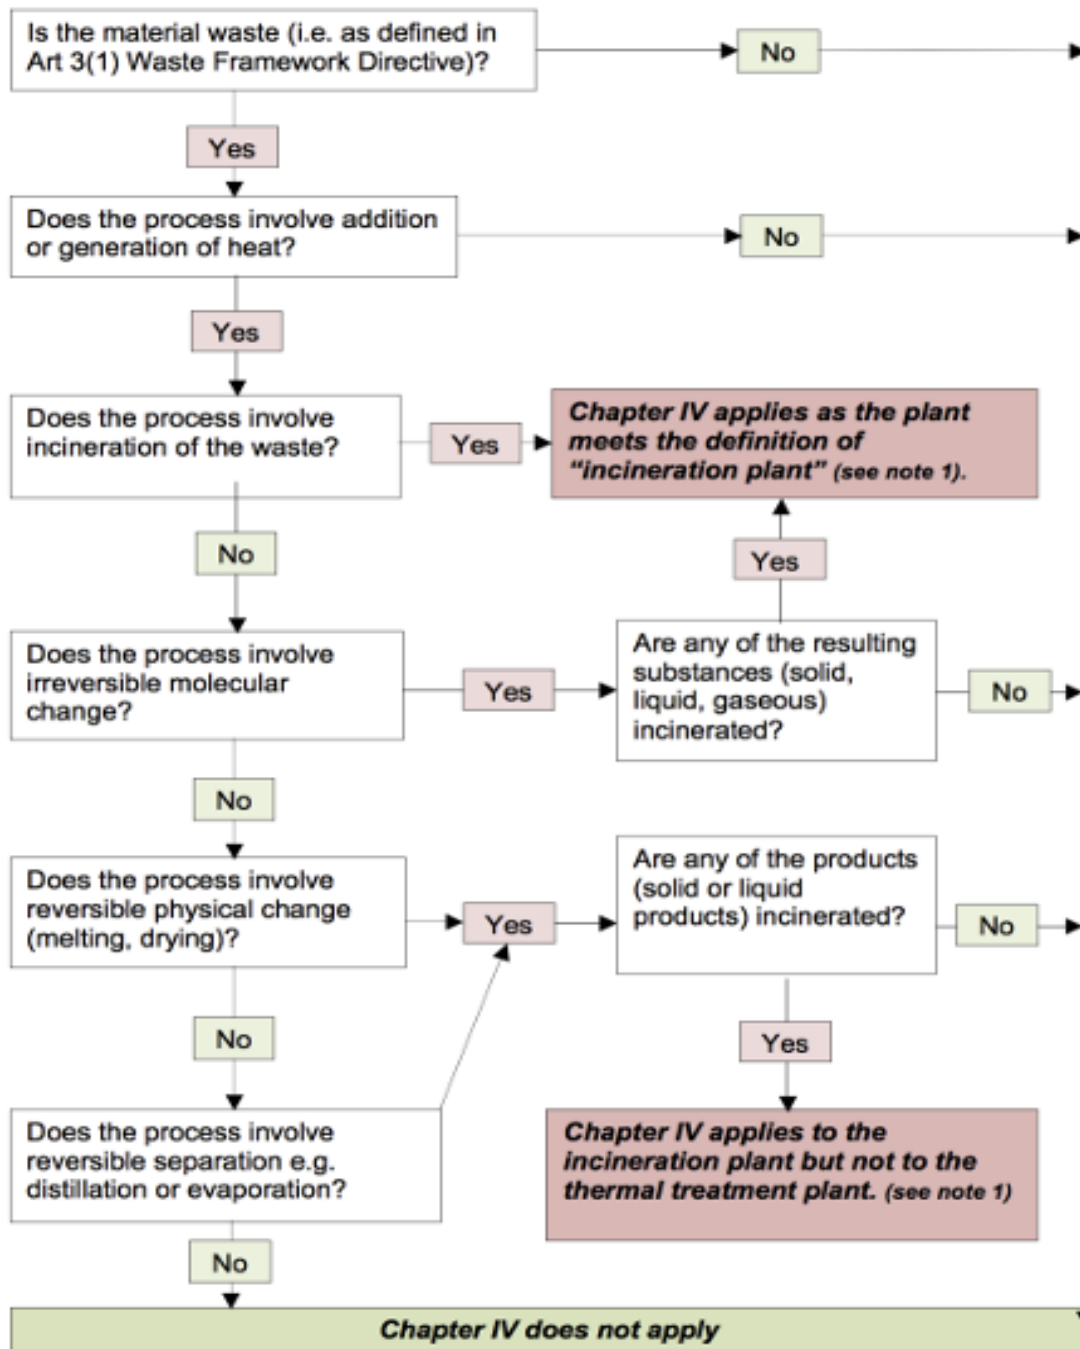 Is the material waste (i.e. as defined in
Art 3(1) Waste Framework Directive)?
No
Yes
Does the process involve addition
or generation of heat?
No
Yes
Does the process involve
incineration of the waste?
Yes
Chapter IV applies as the plant
meets the definition of
“incineration plant” (see note 1).
No
Yes
Does the process involve
irreversible molecular
change?
Yes
Are any of the resulting
substances (solid,
liquid, gaseous)
incinerated?
No
No
Does the process involve
reversible physical change
(melting, drying)?
Yes
Are any of the products
(solid or liquid
products) incinerated?
No
No
Yes
Does the process involve
reversible separation e.g.
distillation or evaporation?
Chapter IV applies to the
incineration plant but not to the
thermal treatment plant. (see note 1)
No
Chapter IV does not apply